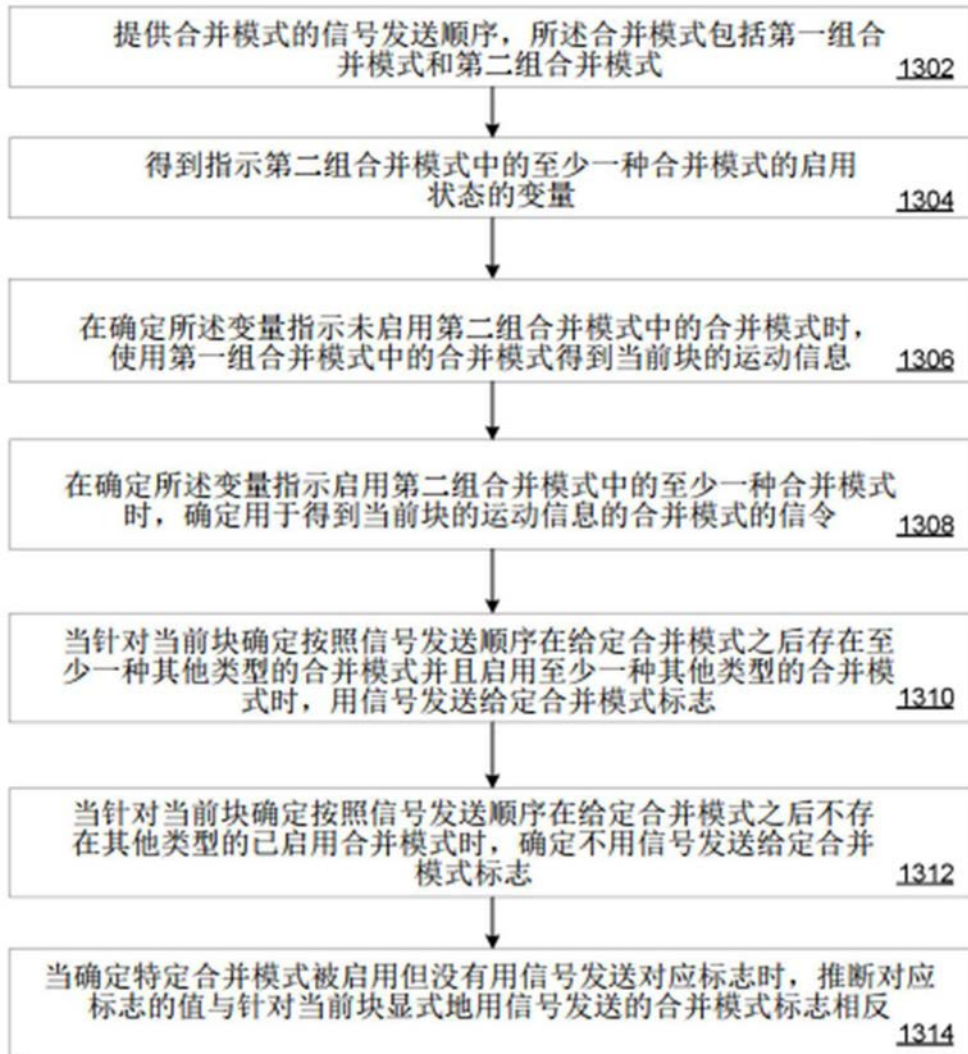 提供合并模式的信号发送顺序，所述合并模式包括第一组合
并模式和第二组合并模式
1302
得到指示第二组合并模式中的至少一种合并模式的启用
状态的变量
1304
在确定所述变量指示未启用第二组合并模式中的合并模式时，
使用第一组合并模式中的合并模式得到当前块的运动信息
1306
在确定所述变量指示启用第二组合并模式中的至少一种合并模式
时，确定用于得到当前块的运动信息的合并模式的信令
1308
当针对当前块确定按照信号发送顺序在给定合并模式之后存在至
少一种其他类型的合并模式并且启用至少一种其他类型的合并模
式时，用信号发送给定合并模式标志
1310
当针对当前块确定按照信号发送顺序在给定合并模式之后不存
在其他类型的已启用合并模式时，确定不用信号发送给定合并
模式标志
1312
当确定特定合并模式被启用但没有用信号发送对应标志时，推断对应
标志的值与针对当前块显式地用信号发送的合并模式标志相反
1314